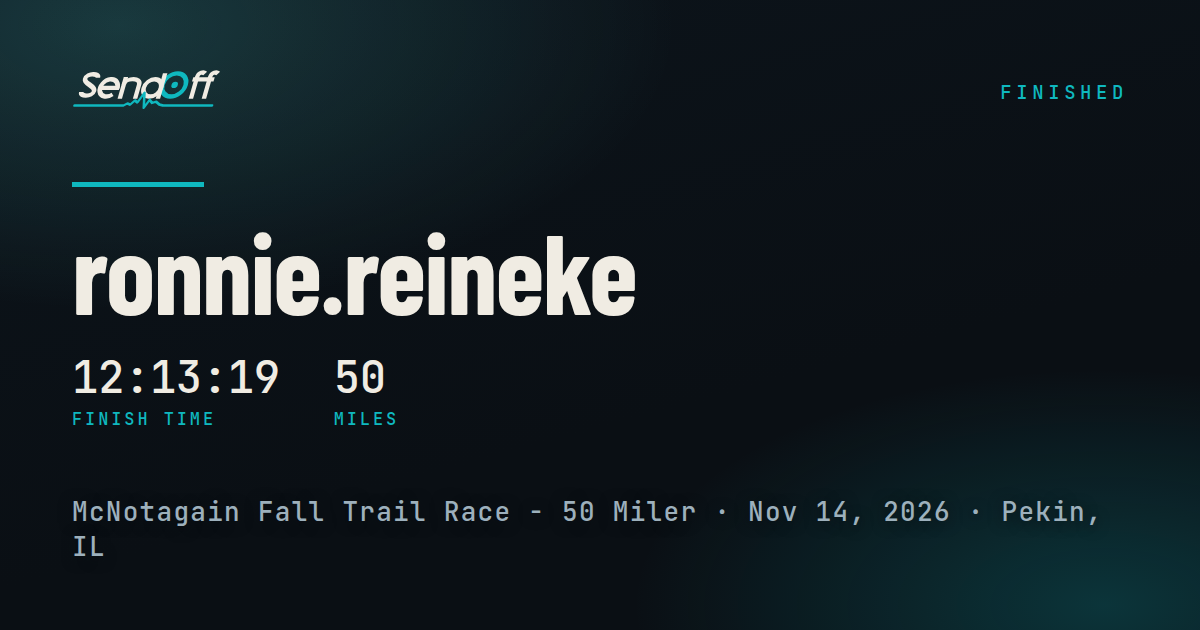 SendOff
FINISHED
ronnie.reineke
12:13:19 50
FINISH TIME MILES
McNotagain Fall Trail Race - 50 Miler · Nov 14, 2026 · Pekin,
IL